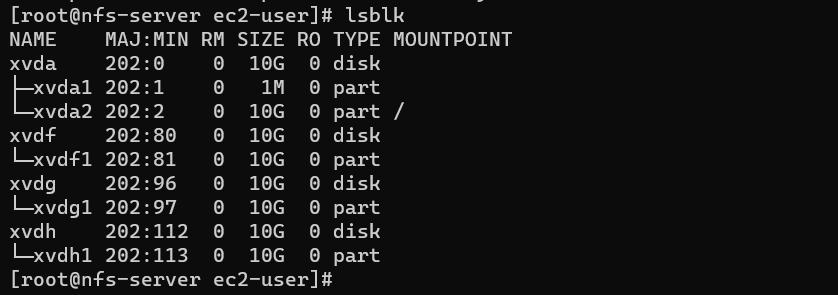 [root@nfs-server ec2-user]# lsblk
NAME    MAJ:MIN RM SIZE RO TYPE MOUNTPOINT
xvda    202:0    0  10G  0 disk
├─xvda1 202:1    0   1M  0 part
└─xvda2 202:2    0  10G  0 part /
xvdf    202:80   0  10G  0 disk
└─xvdf1 202:81   0  10G  0 part
xvdg    202:96   0  10G  0 disk
└─xvdg1 202:97   0  10G  0 part
xvdh    202:112  0  10G  0 disk
└─xvdh1 202:113  0  10G  0 part
[root@nfs-server ec2-user]#